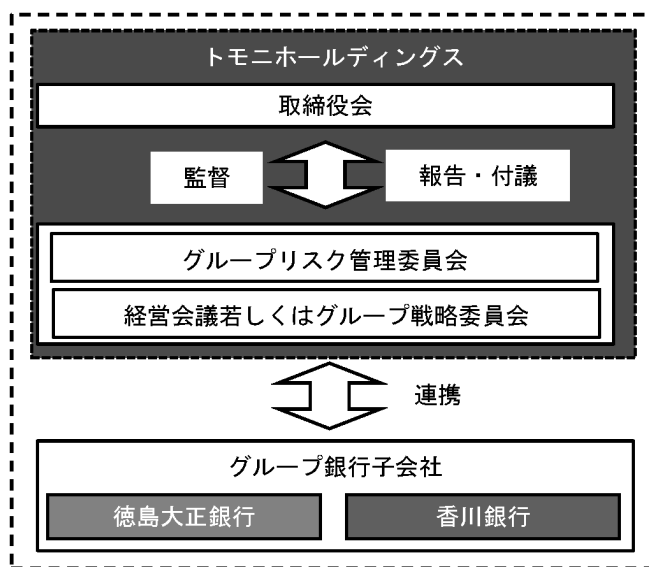 トモニホールディングス
取締役会
監督
報告・付議
グループリスク管理委員会
経営会議若しくはグループ戦略委員会
連携
グループ銀行子会社
徳島大正銀行
香川銀行